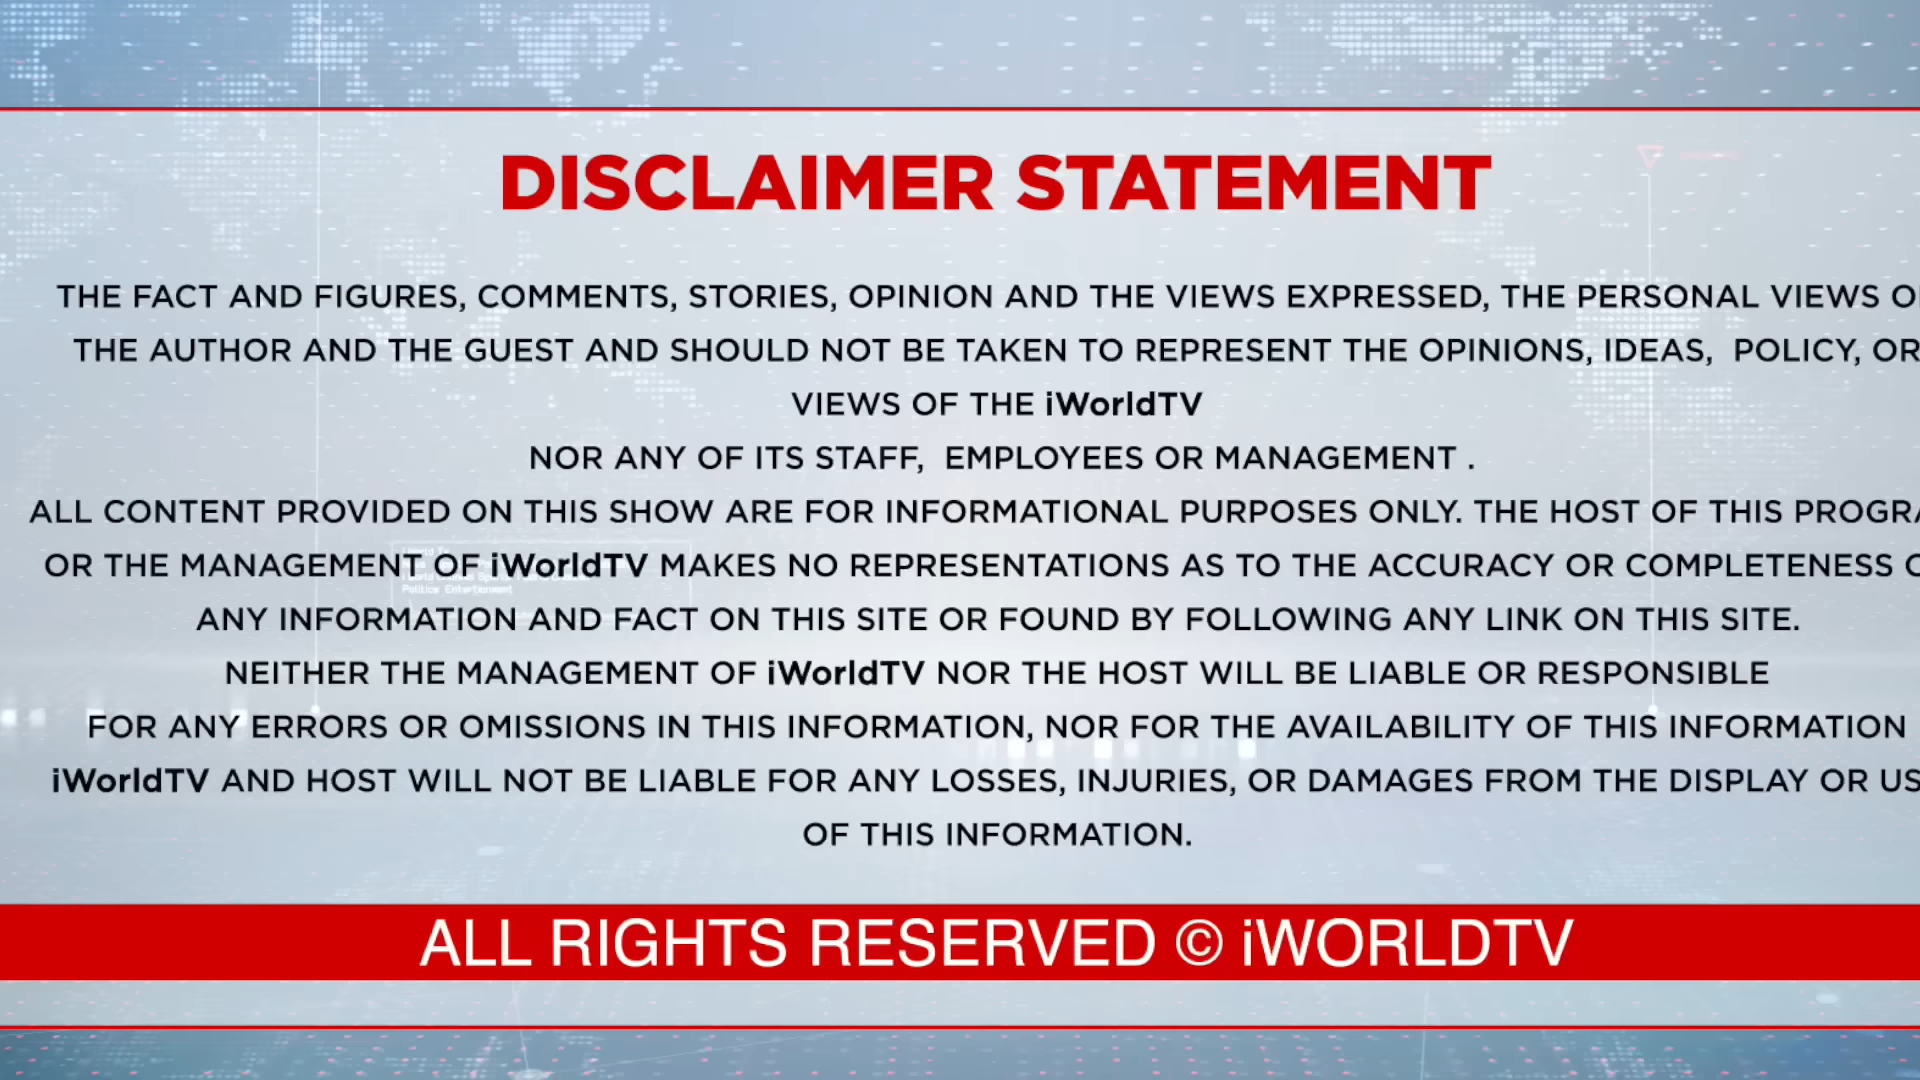 DISCLAIMER STATEMENT
THE FACT AND FIGURES, COMMENTS, STORIES, OPINION AND THE VIEWS EXPRESSED, THE PERSONAL VIEWS
THE AUTHOR AND THE GUEST AND SHOULD NOT BE TAKEN TO REPRESENT THE OPINIONS, IDEAS,  POLICY, OR
VIEWS OF THE iWorldTV
NOR ANY OF ITS STAFF,  EMPLOYEES OR MANAGEMENT .
ALL CONTENT PROVIDED ON THIS SHOW ARE FOR INFORMATIONAL PURPOSES ONLY. THE HOST OF THIS
OR THE MANAGEMENT OF iWorldTV MAKES NO REPRESENTATIONS AS TO THE ACCURACY OR COMPLETENESS
Politics Entertainment
ANY INFORMATION AND FACT ON THIS SITE OR FOUND BY FOLLOWING ANY LINK ON THIS SITE.
NEITHER THE MANAGEMENT OF iWorldTV NOR THE HOST WILL BE LIABLE OR RESPONSIBLE
FOR ANY ERRORS OR OMISSIONS IN THIS INFORMATION, NOR FOR THE AVAILABILITY OF THIS INFORMATION
iWorldTV AND HOST WILL NOT BE LIABLE FOR ANY LOSSES, INJURIES, OR DAMAGES FROM THE DISPLAY OR
OF THIS INFORMATION.
ALL RIGHTS RESERVED © iWORLDTV